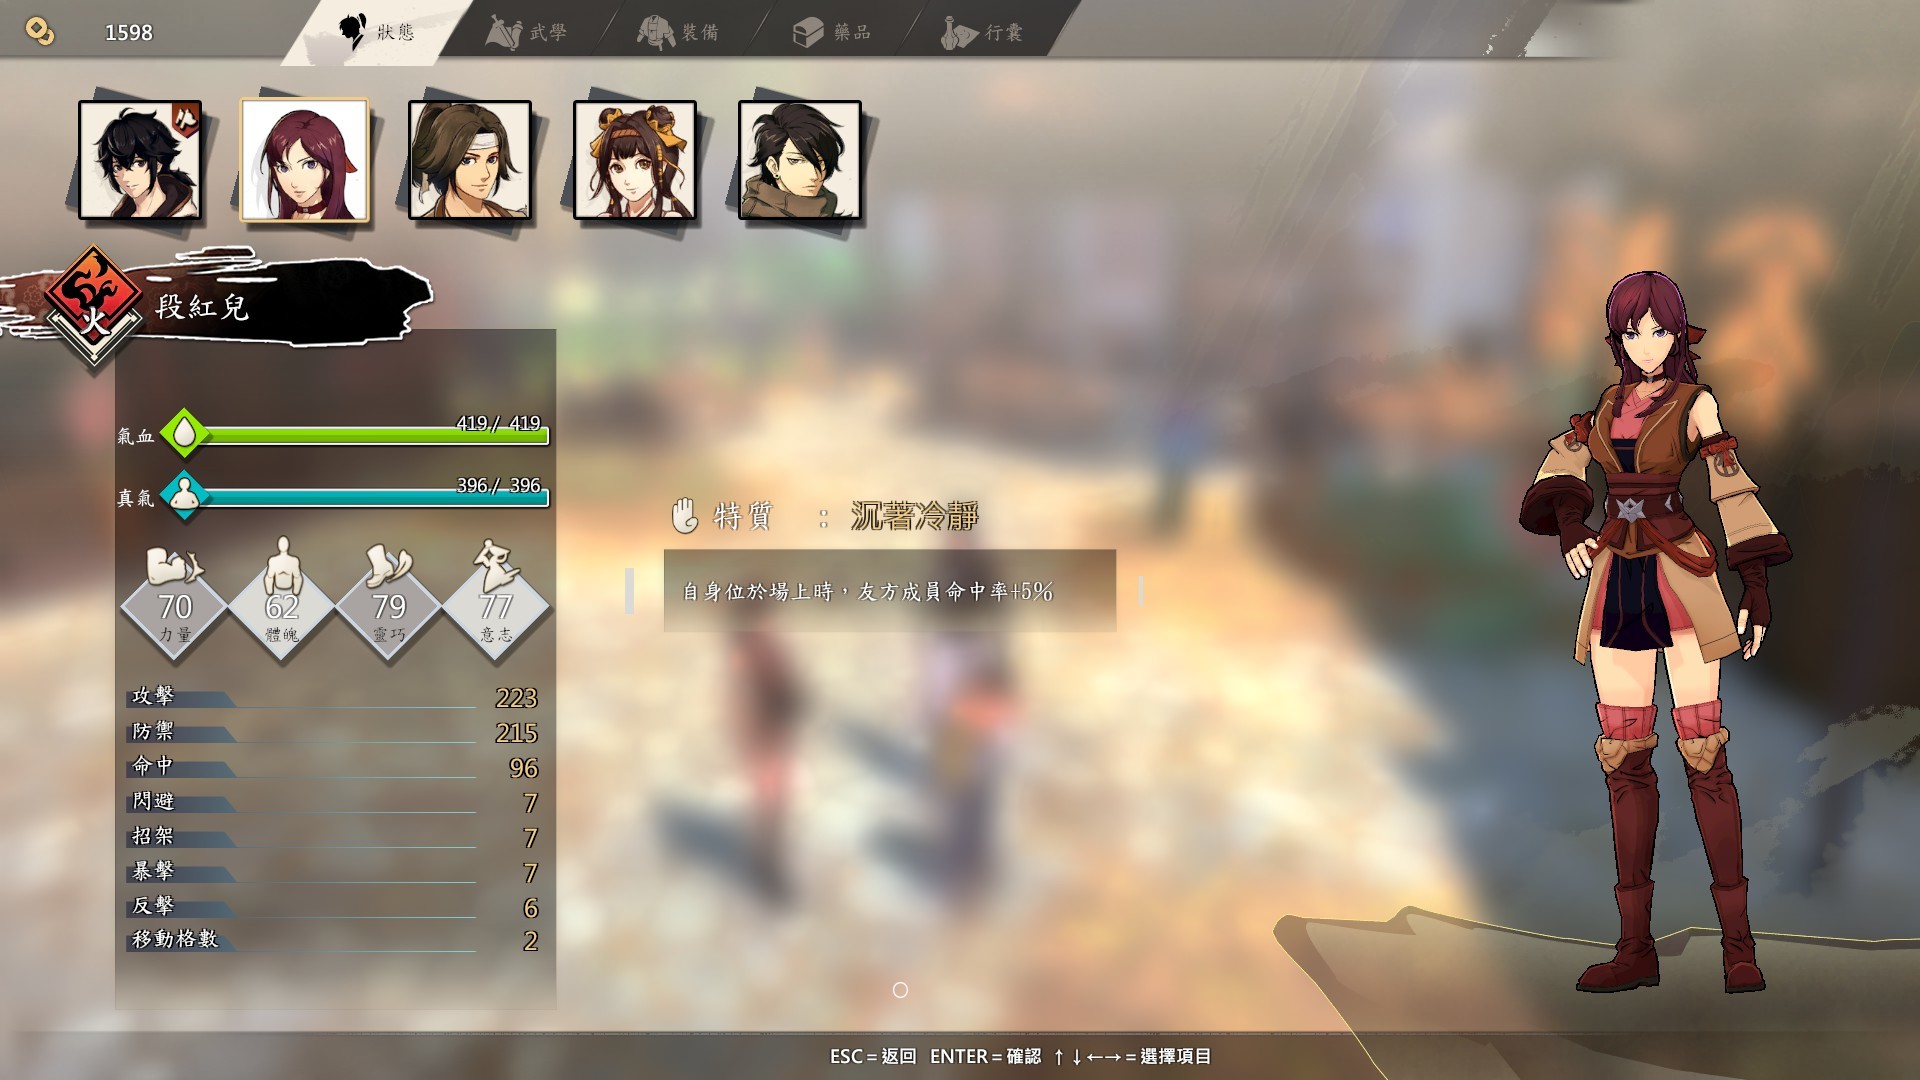 1598
狀態
武學
裝備
藥品
行囊
火
段紅兒
氣血 419 / 419
真氣 396 / 396
70 62 79 77
力量 體魄 靈巧 意志
攻擊 223
防禦 215
命中 96
閃避 7
招架 7
暴擊 7
反擊 6
移動格數 2
特質 : 沉著冷靜
自身位於場上時,友方成員命中率+5%
ESC=返回 ENTER=確認 ↑↓←→=選擇項目